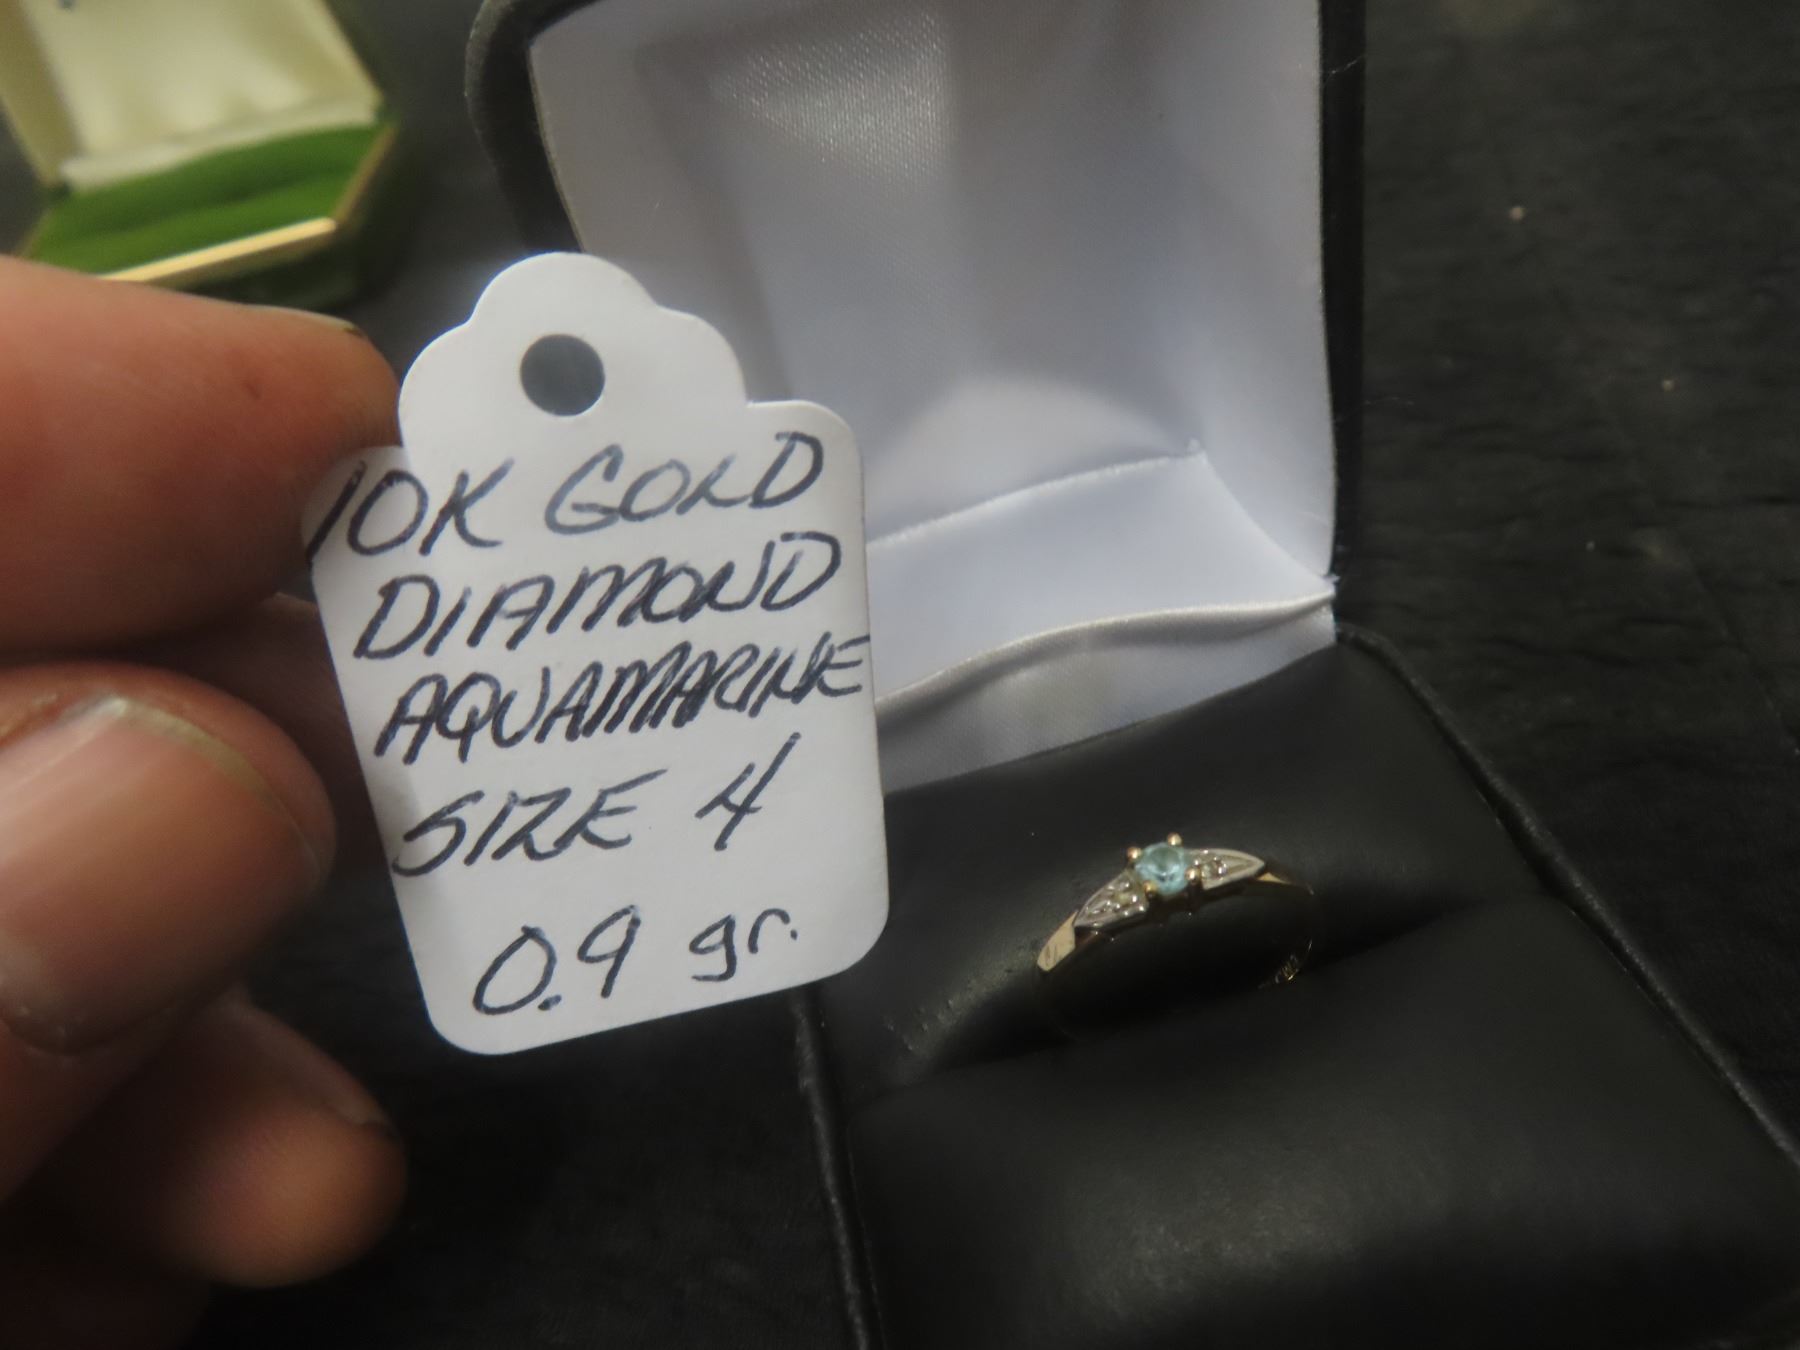 10K GOLD
DIAMOND
AQUAMARINE
SIZE 4
0.9 gr.